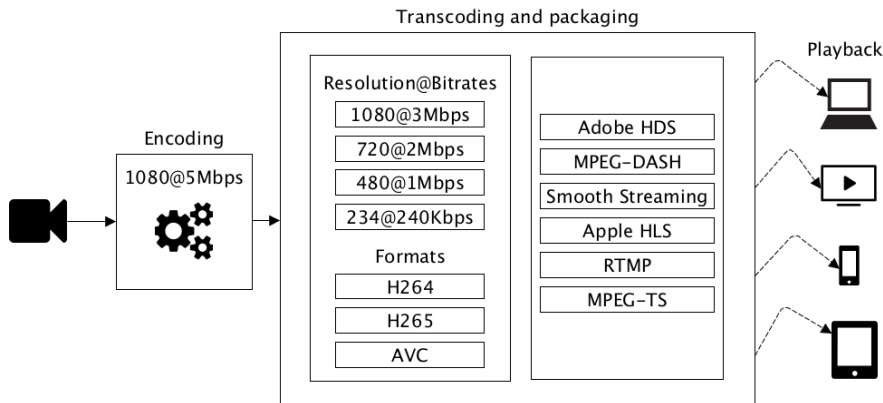 Transcoding and packaging
Playback
Encoding
1080@5Mbps
Resolution@Bitrates
1080@3Mbps
720@2Mbps
480@1Mbps
234@240Kbps
Formats
H264
H265
AVC
Adobe HDS
MPEG-DASH
Smooth Streaming
Apple HLS
RTMP
MPEG-TS